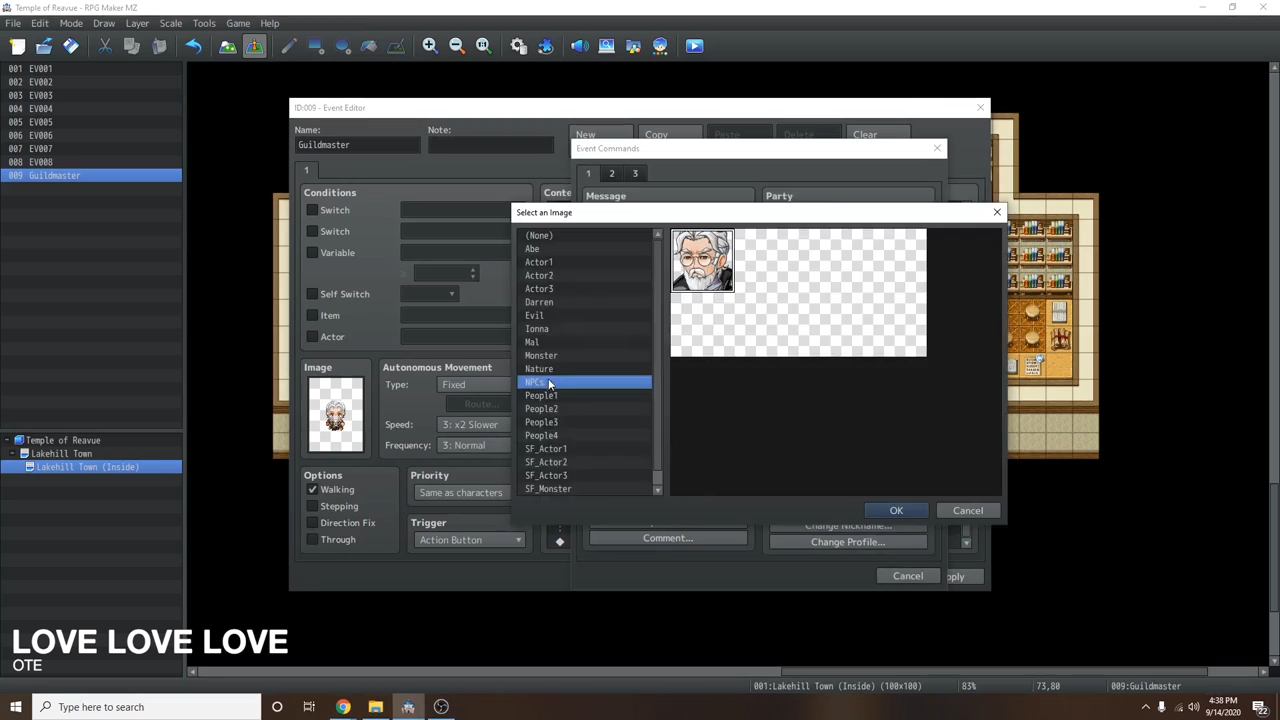 Temple of Reavue - RPG Maker MZ
File Edit Mode Draw Layer Scale Tools Game Help
001 EV001
002 EV002
003 EV003
004 EV004
005 EV005
006 EV006
007 EV007
008 EV008
009 Guildmaster
Temple of Reavue
Lakehill Town
Lakehill Town (Inside)
ID:009 - Event Editor
Name:
Note:
Guildmaster
New Copy Paste Delete Clear
1
Conditions
Switch
Switch
Variable
Self Switch
Item
Actor
Image
Autonomous Movement
Type: Fixed
Route...
Speed: 3: x2 Slower
Frequency: 3: Normal
Options
Walking
Stepping
Direction Fix
Through
Priority
Same as characters
Trigger
Action Button
Event Commands
1 2 3
Message
Party
Select an Image
(None)
Abe
Actor1
Actor2
Actor3
Darren
Evil
Ionna
Mal
Monster
Nature
NPCs
People1
People2
People3
People4
SF_Actor1
SF_Actor2
SF_Actor3
SF_Monster
OK Cancel
Change Nickname...
Comment...
Change Profile...
Cancel
LOVE LOVE LOVE
OTE
001:Lakehill Town (Inside) (100x100) 83% 73,80 009:Guildmaster
Type here to search
4:38 PM
9/14/2020
22